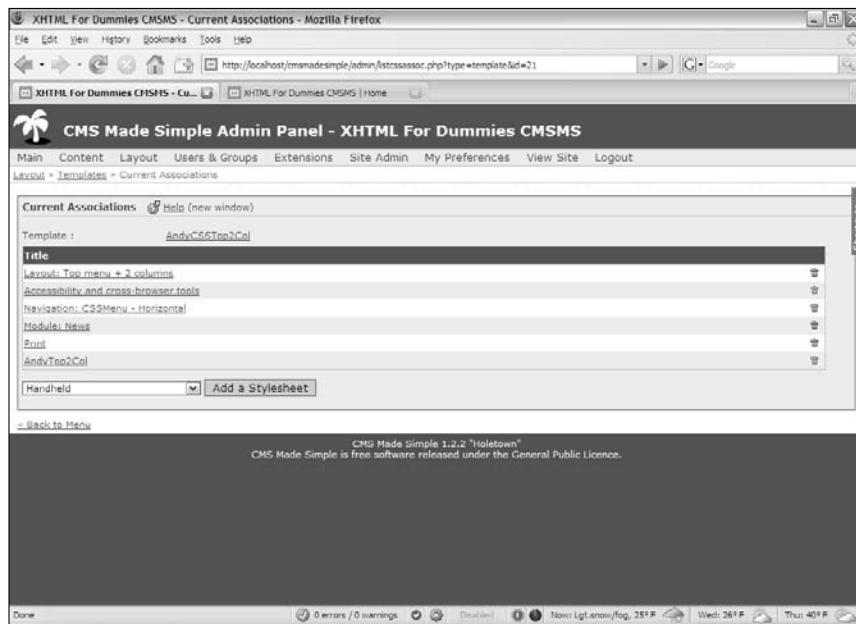 XHTML For Dummies CMSMS - Current Associations - Mozilla Firefox
File Edit View History Bookmarks Tools Help
http://localhost/cmsmadesimple/admin/listcssassoc.php?type=template&id=21
G Google
XHTML For Dummies CMSMS - Cu...
XHTML For Dummies CMSMS | Home
CMS Made Simple Admin Panel - XHTML For Dummies CMSMS
Main Content Layout Users & Groups Extensions Site Admin My Preferences View Site Logout
Layout » Templates » Current Associations
Current Associations Help (new window)
Template : AndyCSSTop2Col
Title
Layout: Top menu + 2 columns
Accessibility and cross-browser tools
Navigation: CSSMenu - Horizontal
Module: News
Print
AndyTop2Col
Handheld Add a Stylesheet
« Back to Menu
CMS Made Simple 1.2.2 "Holetown"
CMS Made Simple is free software released under the General Public Licence.
Done 0 errors / 0 warnings Disabled Now: Lgt.snow/fog, 25° F Wed: 26° F Thu: 40° F